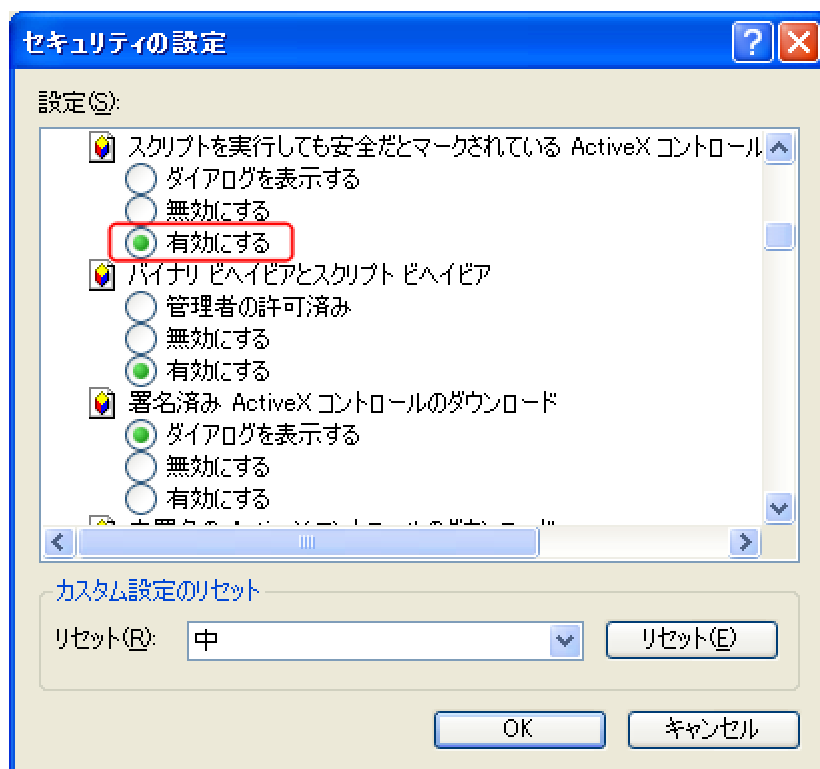 セキュリティの設定
設定(S):
スクリプトを実行しても安全だとマークされている ActiveX コントロール
ダイアログを表示する
無効にする
有効にする
バイナリ ビヘイビアとスクリプト ビヘイビア
管理者の許可済み
無効にする
有効にする
署名済み ActiveX コントロールのダウンロード
ダイアログを表示する
無効にする
有効にする
カスタム設定のリセット
リセット(R): 中 リセット(E)
OK キャンセル